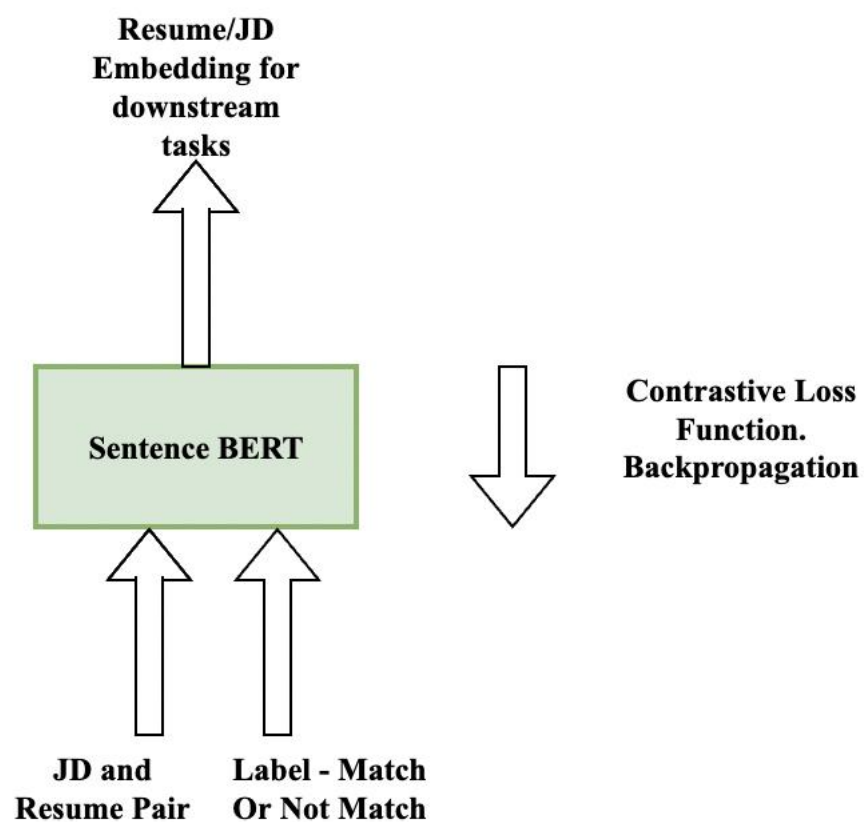 Resume/JD
Embedding for
downstream
tasks
Sentence BERT
Contrastive Loss
Function.
Backpropagation
JD and
Resume Pair
Label - Match
Or Not Match